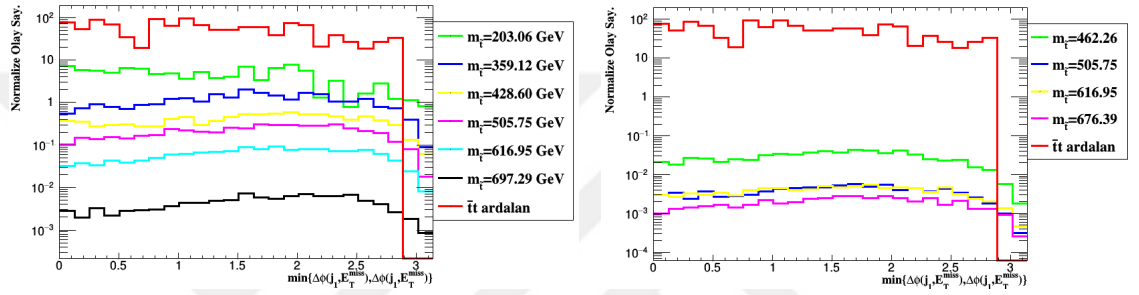 Normalize Olay Say.
10²
10
1
10⁻¹
10⁻²
10⁻³
0 0.5 1 1.5 2 2.5 3
min{Δϕ(j₁,E_T^miss),Δϕ(j₁,E_T^miss)}
m_t̃=203.06 GeV
m_t̃=359.12 GeV
m_t̃=428.60 GeV
m_t̃=505.75 GeV
m_t̃=616.95 GeV
m_t̃=697.29 GeV
t̄t ardalan
Normalize Olay Say.
10²
10
1
10⁻¹
10⁻²
10⁻³
10⁻⁴
0 0.5 1 1.5 2 2.5 3
min{Δϕ(j₁,E_T^miss),Δϕ(j₁,E_T^miss)}
m_t̃=462.26
m_t̃=505.75
m_t̃=616.95
m_t̃=676.39
t̄t ardalan